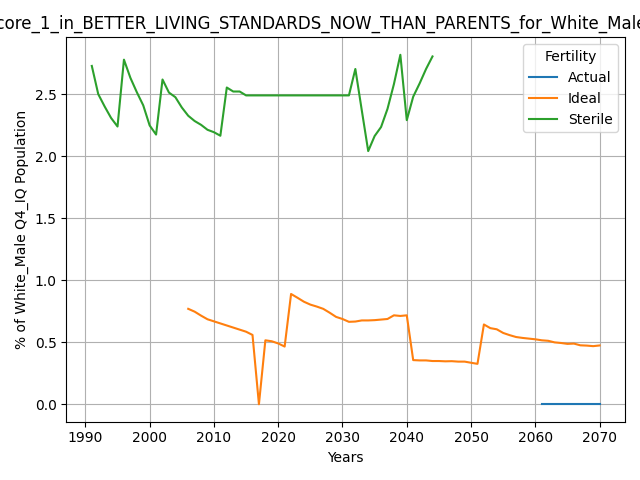 core_1_in_BETTER_LIVING_STANDARDS_NOW_THAN_PARENTS_for_White_Male
Fertility
Actual
Ideal
Sterile
% of White_Male Q4_IQ Population
2.5
2.0
1.5
1.0
0.5
0.0
1990 2000 2010 2020 2030 2040 2050 2060 2070
Years